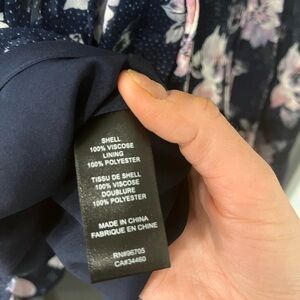 SHELL
100% VISCOSE
LINING
100% POLYESTER
TISSU DE SHELL
100% VISCOSE
DOUBLURE
100% POLYESTER
MADE IN CHINA
FABRIQUE EN CHINE
RN#96705
CA#34460